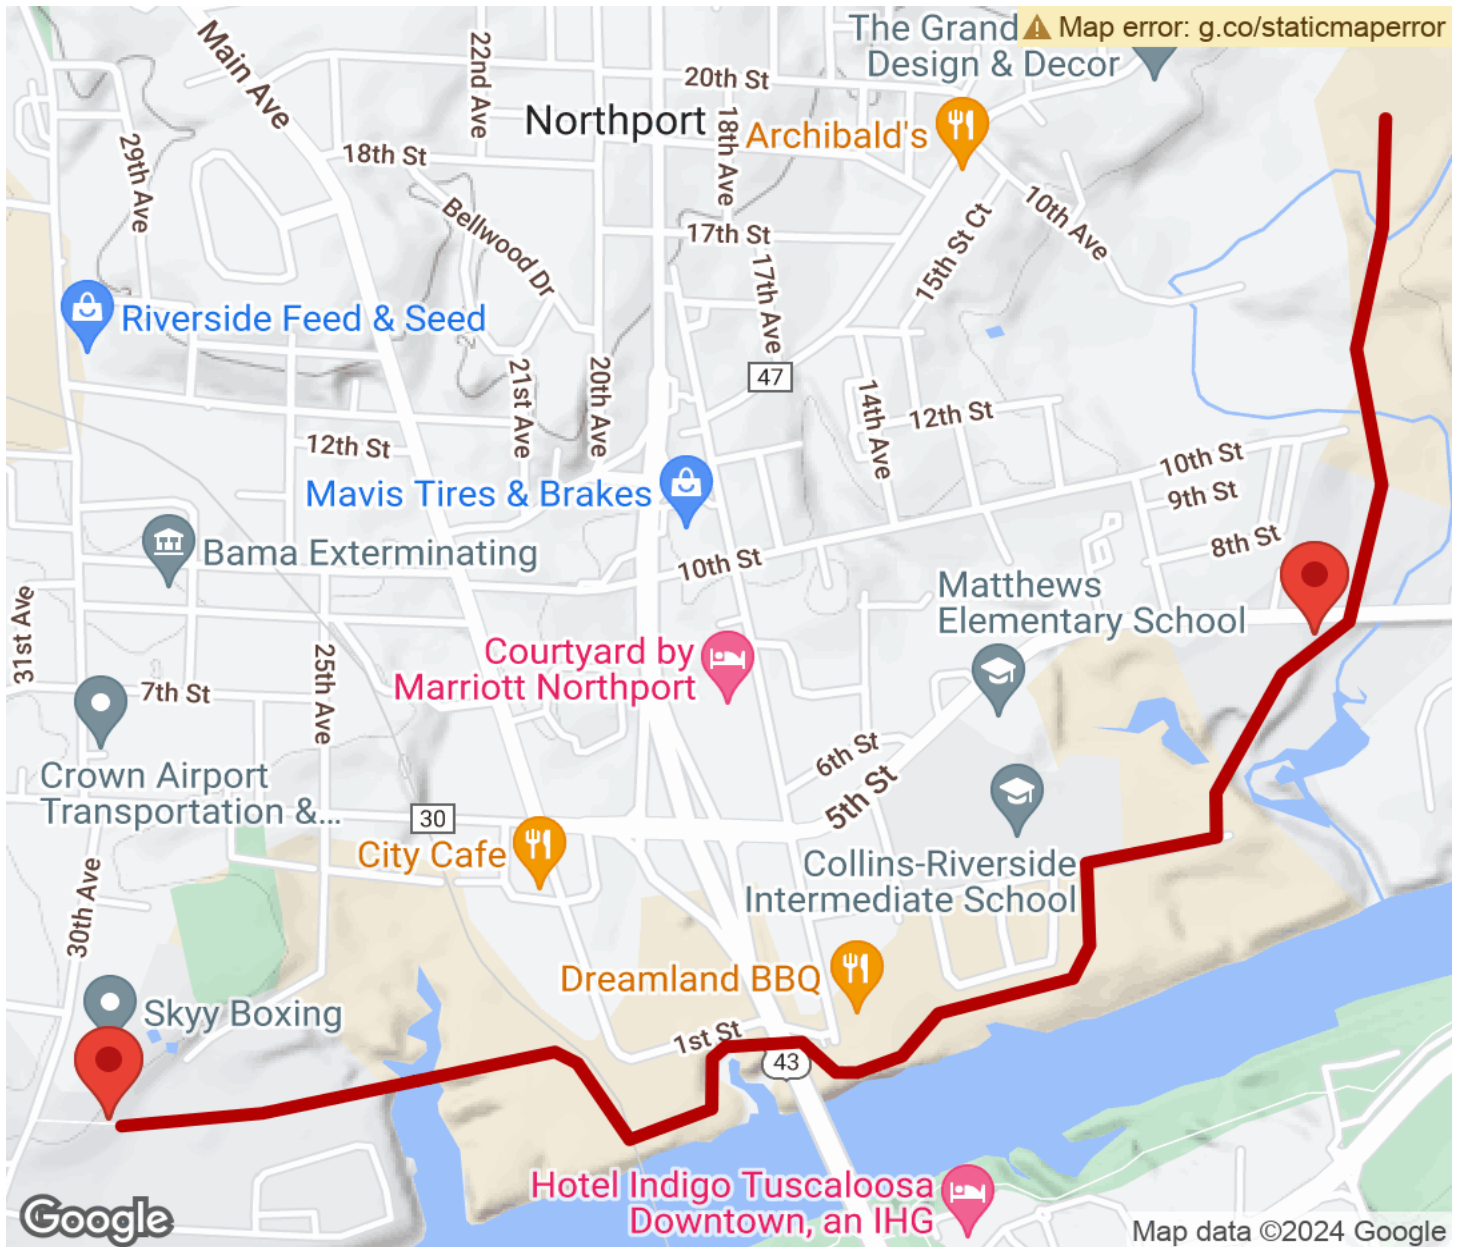 The Grand
Design & Decor
Map error: g.co/staticmaperror
Main Ave
22nd Ave
20th St
Northport
18th Ave
Archibald's
29th Ave
18th St
Bellwood Dr
17th St
15th St Ct
10th Ave
17th Ave
Riverside Feed & Seed
21st Ave
20th Ave
47
14th Ave
12th St
12th St
10th St
9th St
8th St
Mavis Tires & Brakes
Bama Exterminating
10th St
Matthews
Elementary School
31st Ave
Courtyard by
Marriott Northport
25th Ave
7th St
6th St
5th St
Crown Airport
Transportation &...
30
City Cafe
Collins-Riverside
Intermediate School
30th Ave
Dreamland BBQ
Skyy Boxing
1st St
43
Hotel Indigo Tuscaloosa
Downtown, an IHG
Google
Map data ©2024 Google